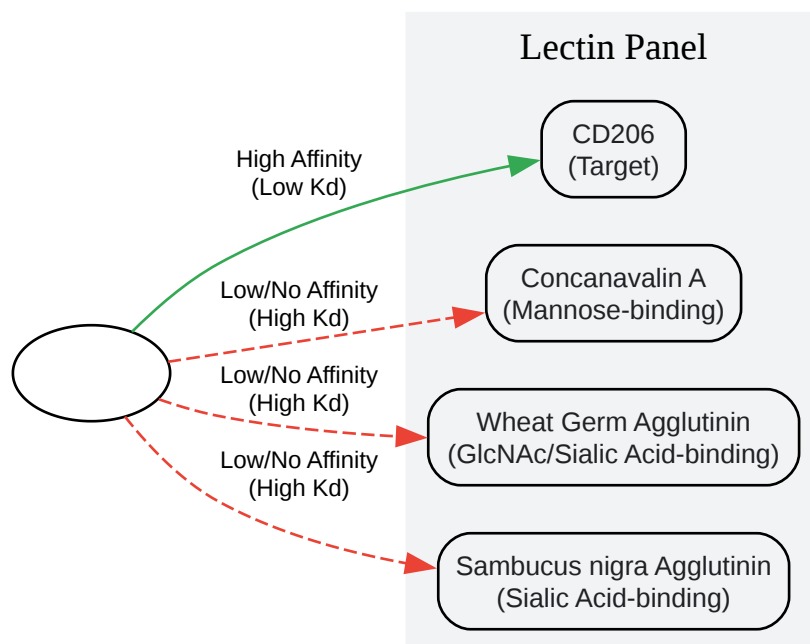 Lectin Panel
CD206
(Target)
High Affinity
(Low Kd)
Concanavalin A
(Mannose-binding)
Low/No Affinity
(High Kd)
Wheat Germ Agglutinin
(GlcNAc/Sialic Acid-binding)
Low/No Affinity
(High Kd)
Sambucus nigra Agglutinin
(Sialic Acid-binding)
Low/No Affinity
(High Kd)